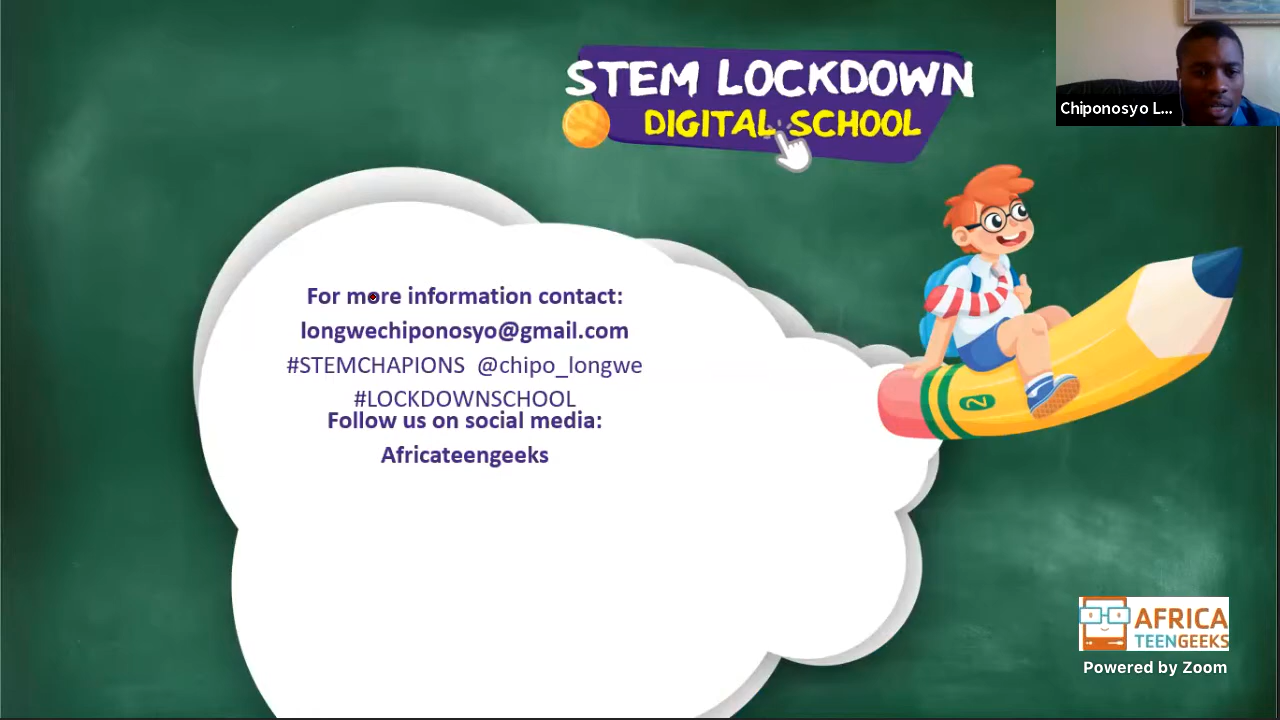 STEM LOCKDOWN
DIGITAL SCHOOL
Chiponosyo L...
For more information contact:
longwechiponosyo@gmail.com
#STEMCHAPIONS @chipo_longwe
#LOCKDOWNSCHOOL
Follow us on social media:
Africateengeeks
2
AFRICA
TEENGEEKS
Powered by Zoom